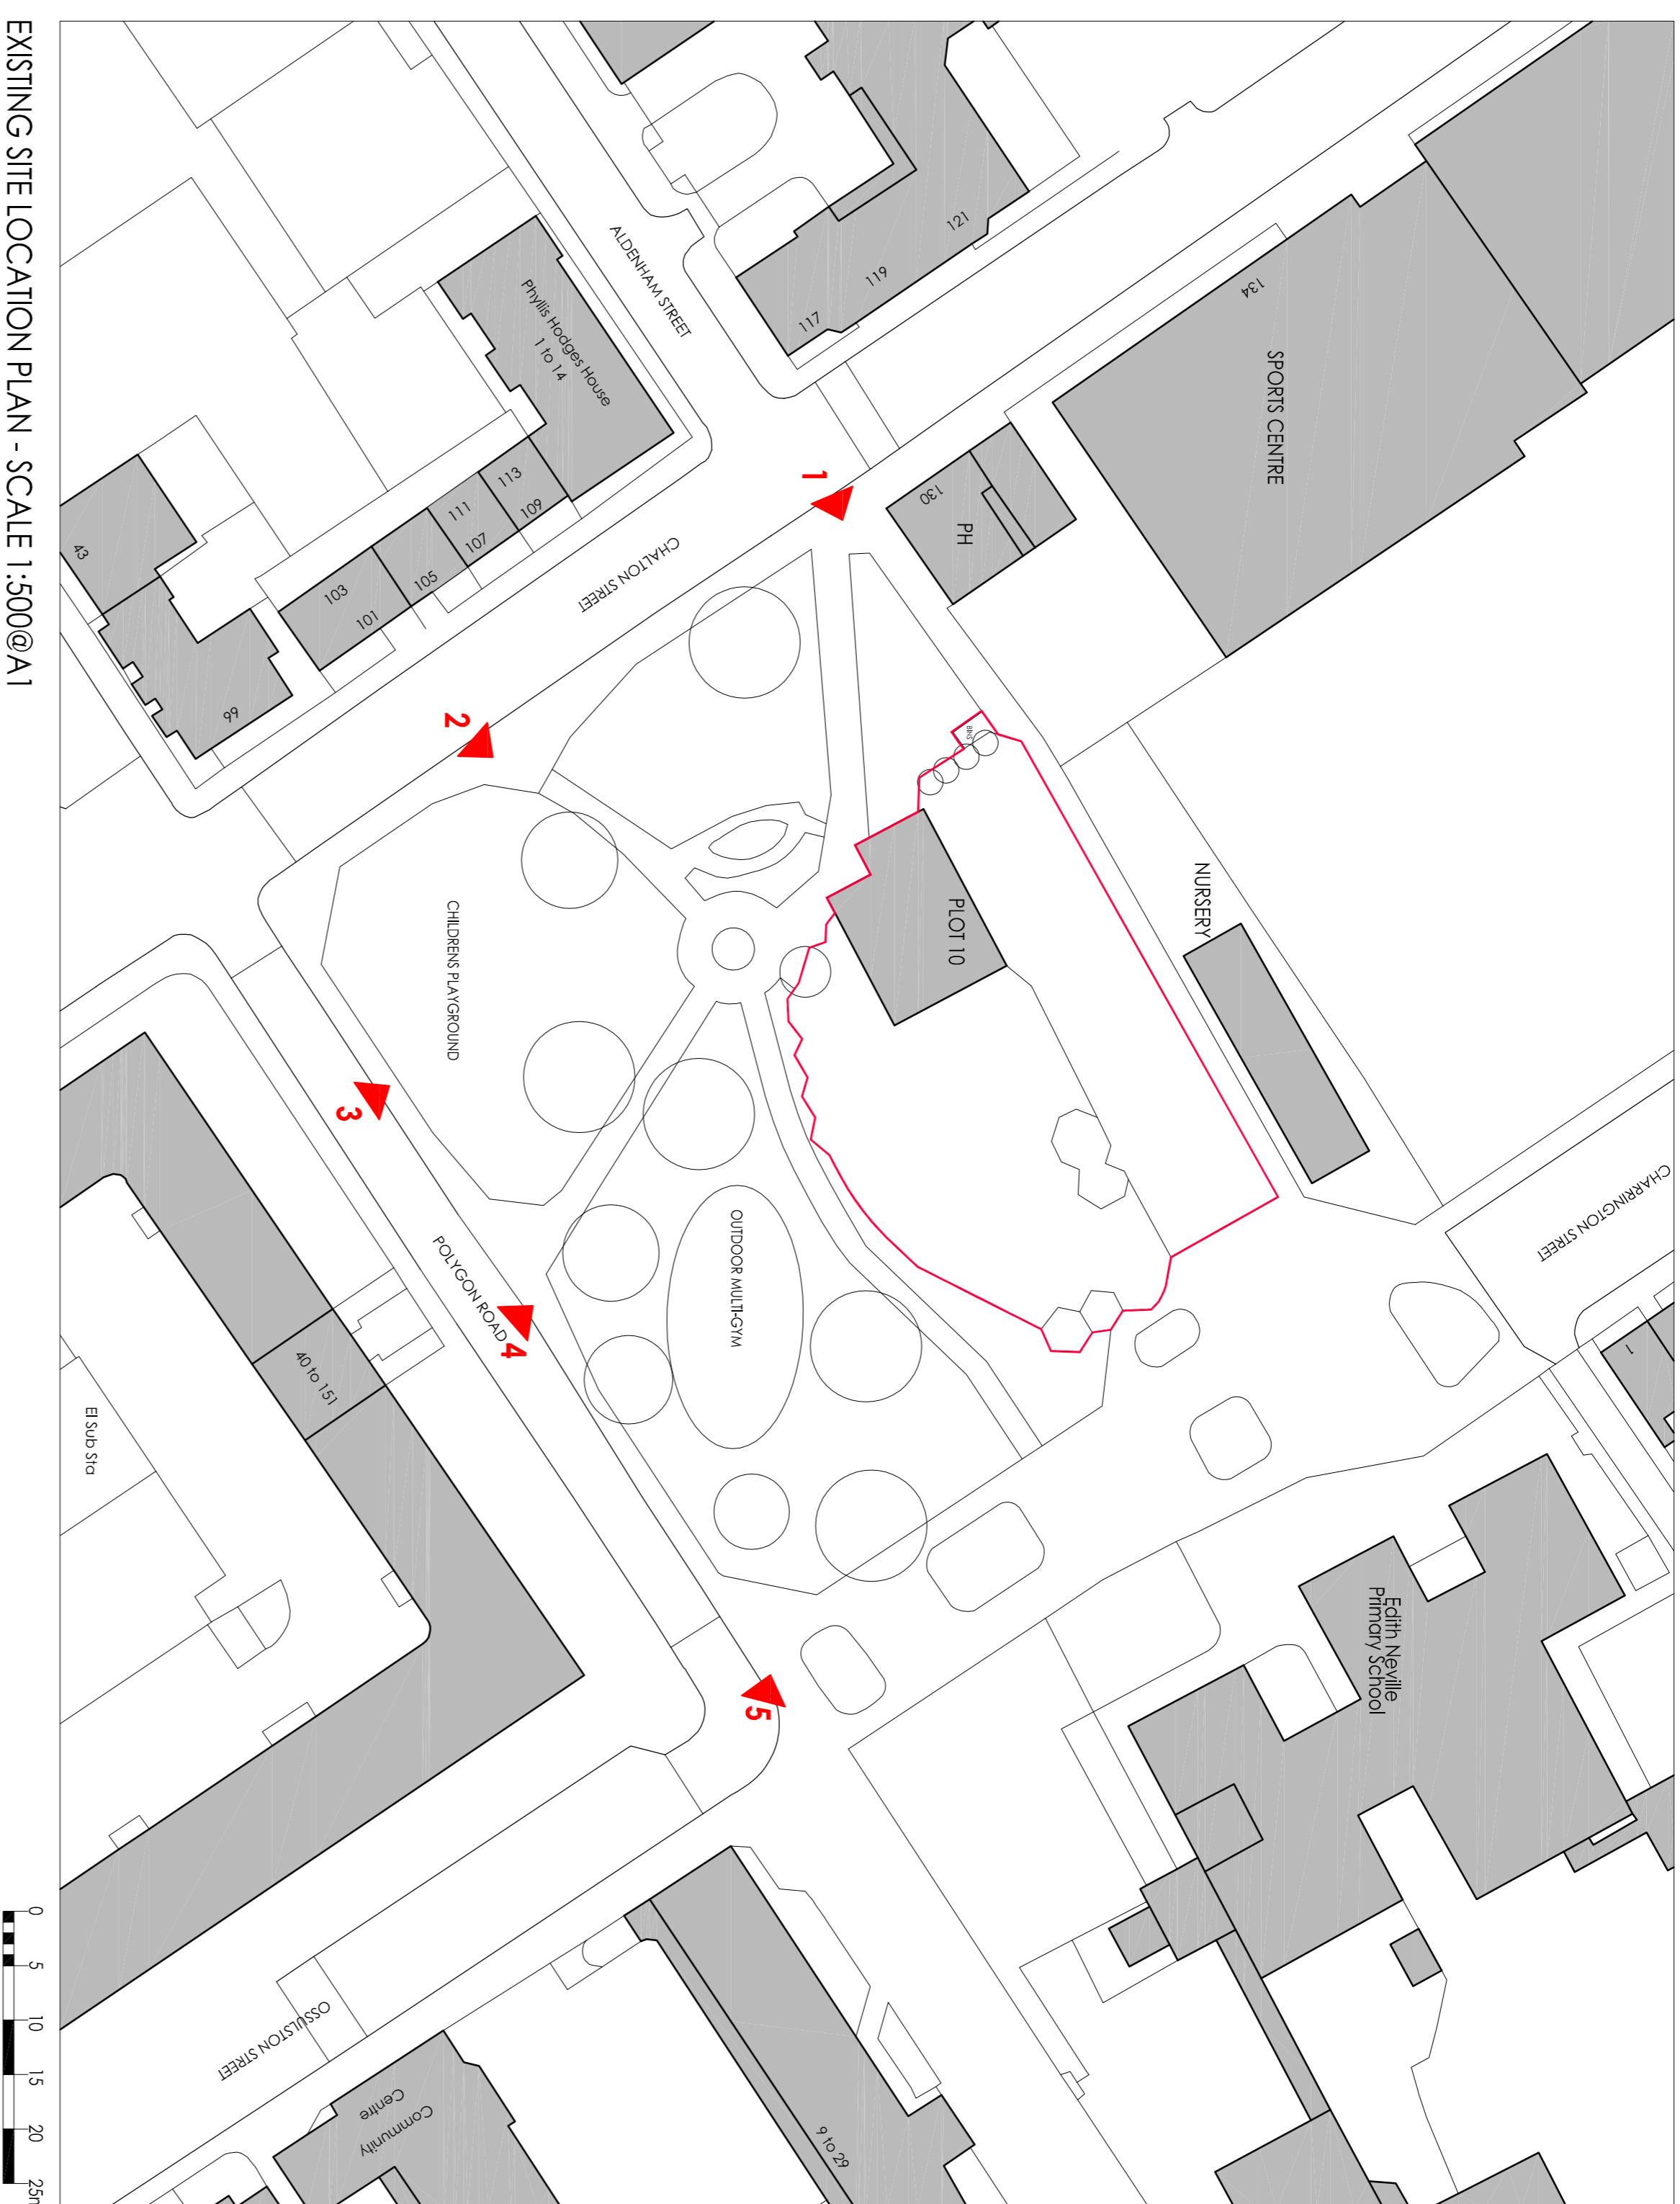 EXISTING SITE LOCATION PLAN - SCALE 1:500@A1
SPORTS CENTRE
134
121
119
117
ALDENHAM STREET
Phyllis Hodges House
1 to 14
130
PH
1
113
109
111
107
105
103
101
43
99
CHALTON STREET
2
BINS
PLOT 10
NURSERY
CHILDRENS PLAYGROUND
3
CHARRINGTON STREET
OUTDOOR MULTI-GYM
POLYGON ROAD
4
40 to 151
El Sub Sta
1
Edith Neville
Primary School
5
OSSULSTON STREET
Community
Centre
9 to 29
0 5 10 15 20 25m